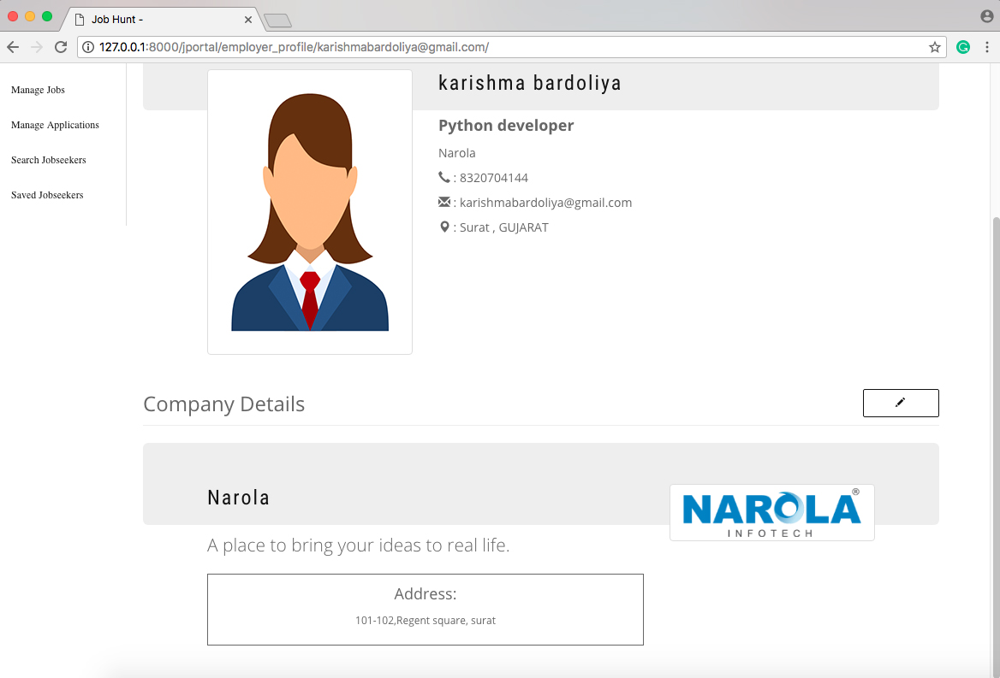 Job Hunt -
127.0.0.1:8000/jportal/employer_profile/karishmabardoliya@gmail.com/
Manage Jobs
Manage Applications
Search Jobseekers
Saved Jobseekers
karishma bardoliya
Python developer
Narola
: 8320704144
: karishmabardoliya@gmail.com
: Surat , GUJARAT
Company Details
Narola
NAROLA®
INFOTECH
A place to bring your ideas to real life.
Address:
101-102,Regent square, surat